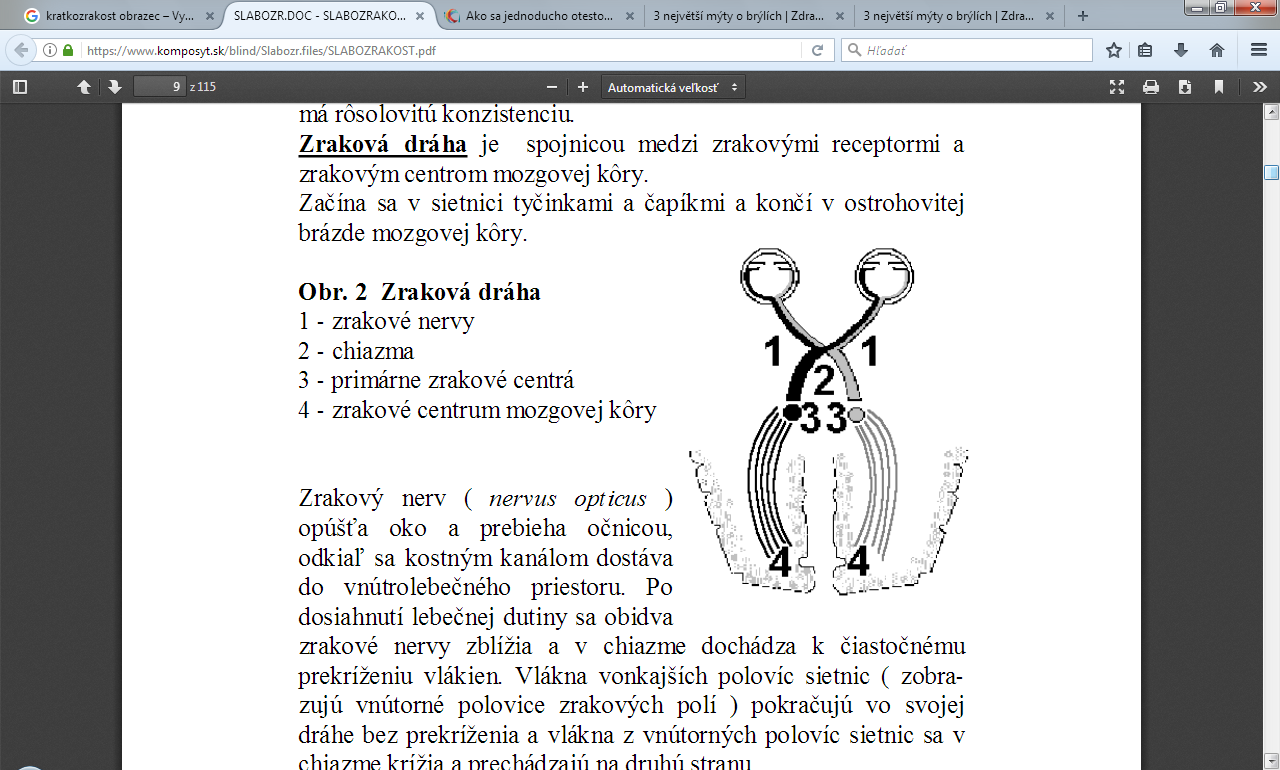 kratkozrakost obrazec – Vy...
SLABOZR.DOC - SLABOZRAKO...
Ako sa jednoducho otesto...
3 největší mýty o brýlích | Zdra...
3 největší mýty o brýlích | Zdra...
https://www.komposyt.sk/blind/Slabozr.files/SLABOZRAKOST.pdf
Hľadať
9 z 115
Automatická veľkosť
má rôsolovitú konzistenciu.
Zraková dráha je spojnicou medzi zrakovými receptormi a
zrakovým centrom mozgovej kôry.
Začína sa v sietnici tyčinkami a čapíkmi a končí v ostrohovitej
brázde mozgovej kôry.
Obr. 2 Zraková dráha
1 - zrakové nervy
2 - chiazma
3 - primárne zrakové centrá
4 - zrakové centrum mozgovej kôry
1 1
2
3 3
4 4
Zrakový nerv ( nervus opticus )
opúšťa oko a prebieha očnicou,
odkiaľ sa kostným kanálom dostáva
do vnútrolebečného priestoru. Po
dosiahnutí lebečnej dutiny sa obidva
zrakové nervy zblížia a v chiazme dochádza k čiastočnému
prekríženiu vlákien. Vlákna vonkajších polovíc sietnic ( zobra-
zujú vnútorné polovice zrakových polí ) pokračujú vo svojej
dráhe bez prekríženia a vlákna z vnútorných polovíc sietnic sa v
chiazme krížia a prechádzajú na druhú stranu